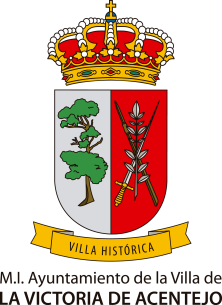 VILLA HISTÓRICA
M.I. Ayuntamiento de la Villa de
LA VICTORIA DE ACENTEJO